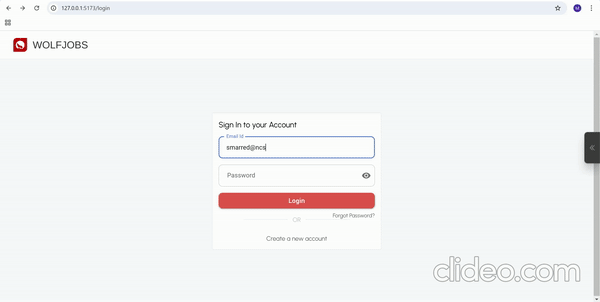 127.0.0.1:5173/login
WOLFJOBS
Sign In to your Account
Email Id
smarred@ncs
Password
Login
Forgot Password?
OR
Create a new account
clideo.com